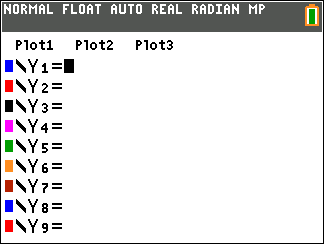 NORMAL FLOAT AUTO REAL RADIAN MP
Plot1 Plot2 Plot3
\Y1=
\Y2=
\Y3=
\Y4=
\Y5=
\Y6=
\Y7=
\Y8=
\Y9=